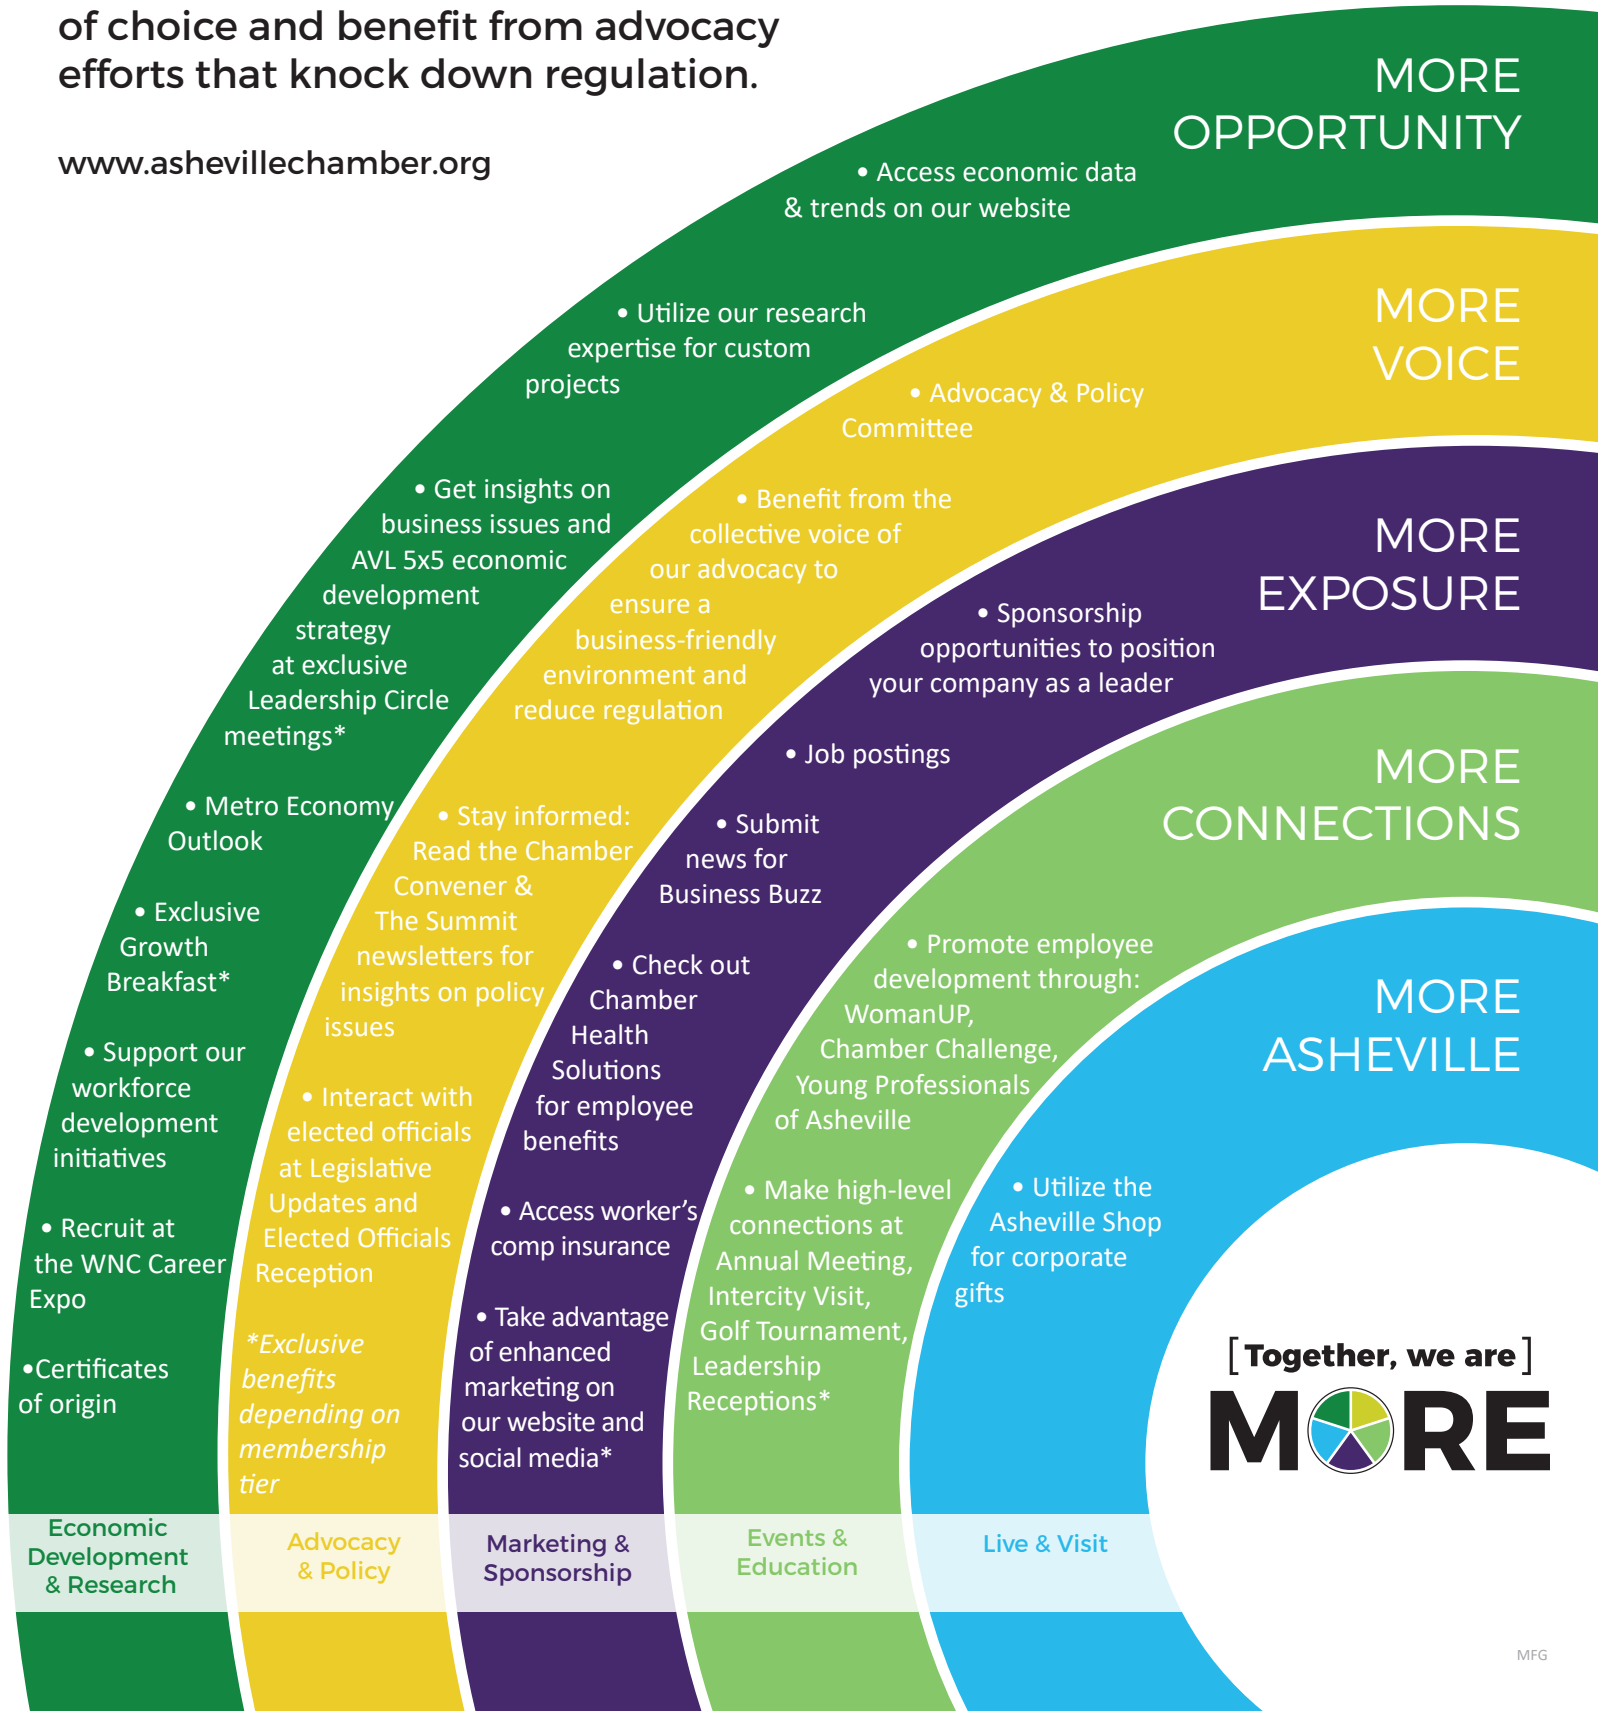 of choice and benefit from advocacy
efforts that knock down regulation.
www.ashevillechamber.org
MORE
OPPORTUNITY
• Access economic data
& trends on our website
• Utilize our research
expertise for custom
projects
• Get insights on
business issues and
AVL 5x5 economic
development
strategy
at exclusive
Leadership Circle
meetings*
• Metro Economy
Outlook
• Exclusive
Growth
Breakfast*
• Support our
workforce
development
initiatives
• Recruit at
the WNC Career
Expo
•Certificates
of origin
Economic
Development
& Research
MORE
VOICE
• Advocacy & Policy
Committee
• Benefit from the
collective voice of
our advocacy to
ensure a
business-friendly
environment and
reduce regulation
• Stay informed:
Read the Chamber
Convener &
The Summit
newsletters for
insights on policy
issues
• Interact with
elected officials
at Legislative
Updates and
Elected Officials
Reception
*Exclusive
benefits
depending on
membership
tier
Advocacy
& Policy
MORE
EXPOSURE
• Sponsorship
opportunities to position
your company as a leader
• Job postings
• Submit
news for
Business Buzz
• Check out
Chamber
Health
Solutions
for employee
benefits
• Access worker's
comp insurance
• Take advantage
of enhanced
marketing on
our website and
social media*
Marketing &
Sponsorship
MORE
CONNECTIONS
• Promote employee
development through:
WomanUP,
Chamber Challenge,
Young Professionals
of Asheville
• Make high-level
connections at
Annual Meeting,
Intercity Visit,
Golf Tournament,
Leadership
Receptions*
Events &
Education
MORE
ASHEVILLE
• Utilize the
Asheville Shop
for corporate
gifts
Live & Visit
[Together, we are]
MORE
MFG